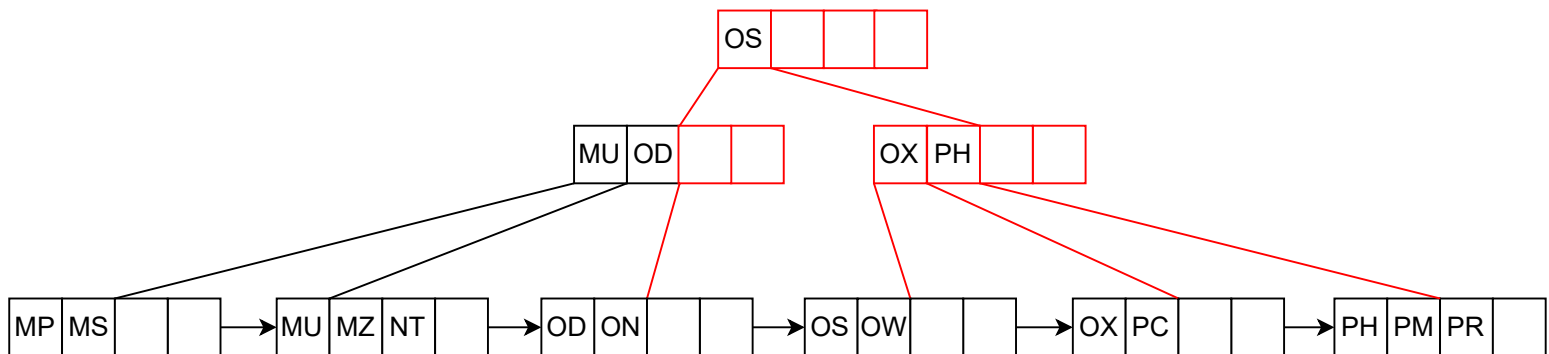 OS
MU OD OX PH
MP MS MU MZ NT OD ON OS OW OX PC PH PM PR